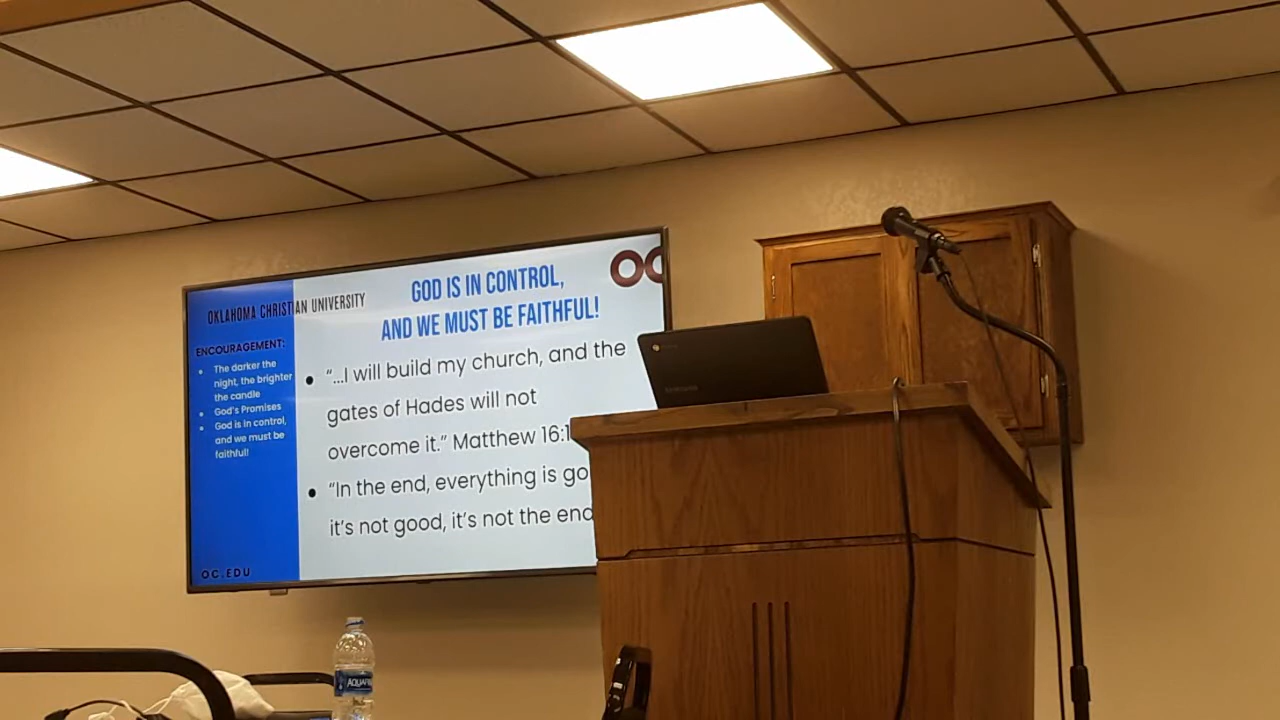 OKLAHOMA CHRISTIAN UNIVERSITY
OC
GOD IS IN CONTROL,
AND WE MUST BE FAITHFUL!
ENCOURAGEMENT:
The darker the
night, the brighter
the candle
God's Promises
God is in control,
and we must be
faithful!
OC.EDU
"...I will build my church, and the
gates of Hades will not
overcome it." Matthew 16:1
"In the end, everything is go
it's not good, it's not the end
AQUAF